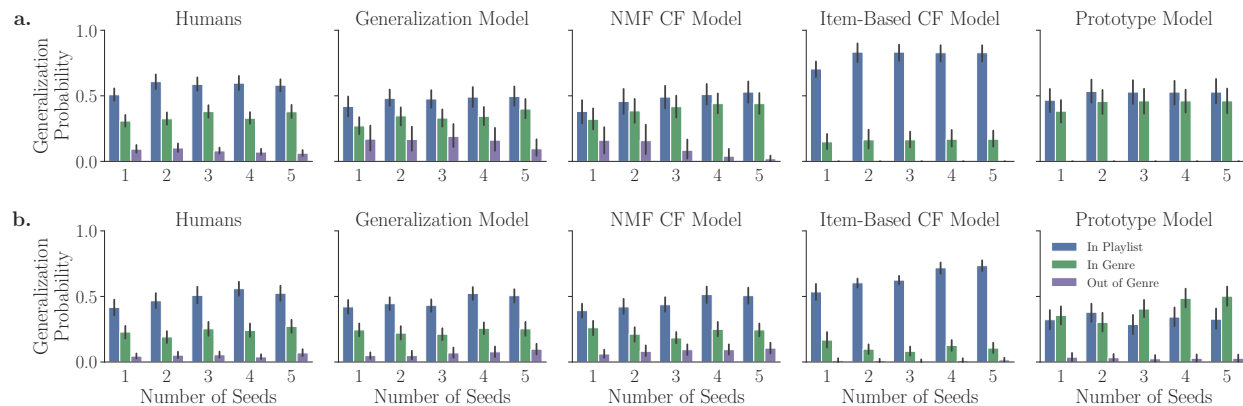 a.
Humans
Generalization Model
NMF CF Model
Item-Based CF Model
Prototype Model
Generalization
Probability
1.0
0.5
0.0
1 2 3 4 5
1 2 3 4 5
1 2 3 4 5
1 2 3 4 5
1 2 3 4 5
b.
Humans
Generalization Model
NMF CF Model
Item-Based CF Model
Prototype Model
Generalization
Probability
1.0
0.5
0.0
In Playlist
In Genre
Out of Genre
1 2 3 4 5
1 2 3 4 5
1 2 3 4 5
1 2 3 4 5
1 2 3 4 5
Number of Seeds
Number of Seeds
Number of Seeds
Number of Seeds
Number of Seeds